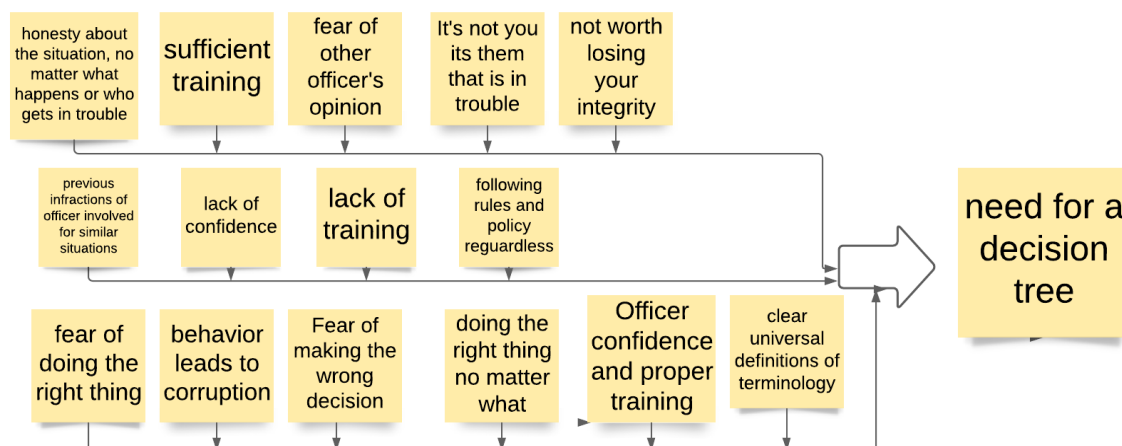 honesty about
the situation, no
matter what
happens or who
gets in trouble
sufficient
training
fear of
other
officer's
opinion
It's not you
its them
that is in
trouble
not worth
losing
your
integrity
previous
infractions of
officer involved
for similar
situations
lack of
confidence
lack of
training
following
rules and
policy
reguardless
need for a
decision
tree
fear of
doing the
right thing
behavior
leads to
corruption
Fear of
making the
wrong
decision
doing the
right thing
no matter
what
Officer
confidence
and proper
training
clear
universal
definitions of
terminology